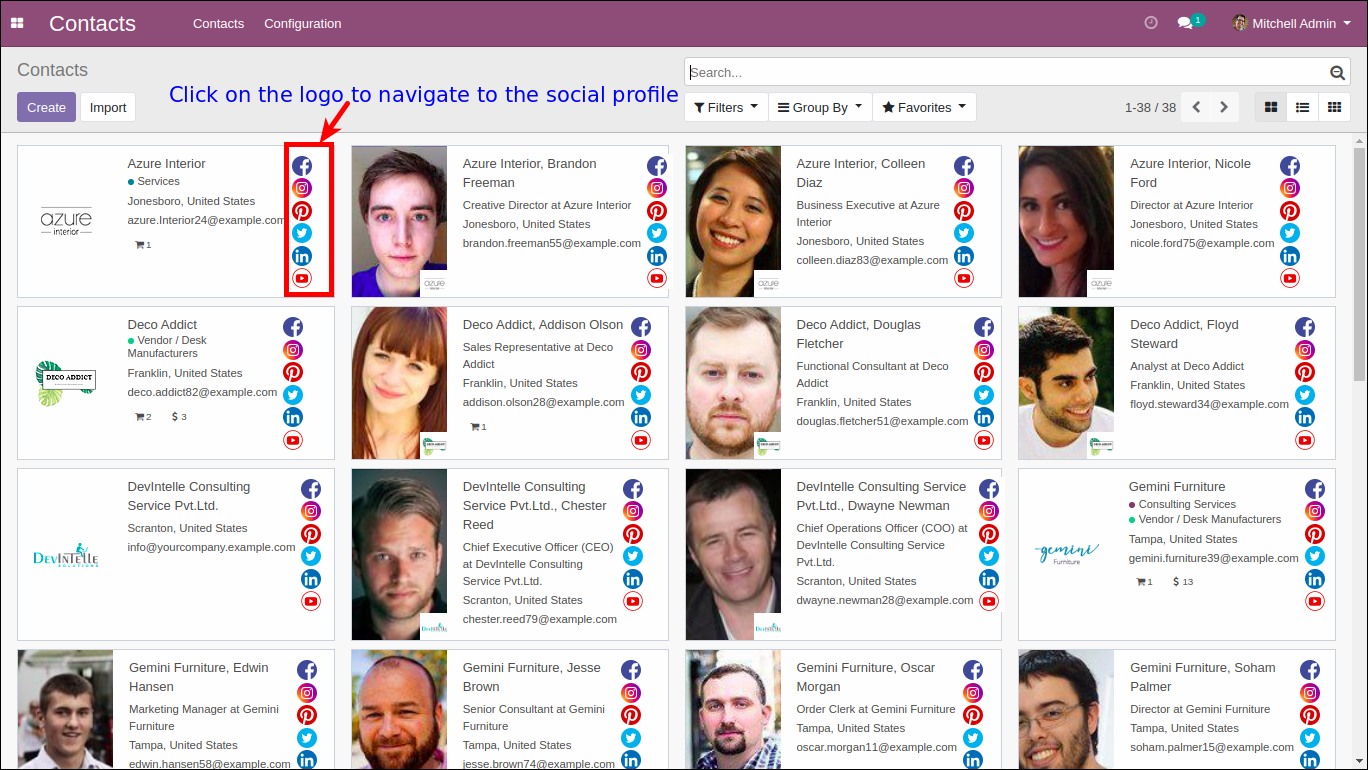 Contacts
Contacts
Configuration
1
Mitchell Admin
Contacts
Search...
Click on the logo to navigate to the social profile
Create
Import
Filters
Group By
Favorites
1-38 / 38
azure
interior
Azure Interior
Services
Jonesboro, United States
azure.Interior24@example.com
1
Azure Interior, Brandon
Freeman
Creative Director at Azure Interior
Jonesboro, United States
brandon.freeman55@example.com
Azure Interior, Colleen
Diaz
Business Executive at Azure
Interior
Jonesboro, United States
colleen.diaz83@example.com
Azure Interior, Nicole
Ford
Director at Azure Interior
Jonesboro, United States
nicole.ford75@example.com
DECO ADDICT
Deco Addict
Vendor / Desk
Manufacturers
Franklin, United States
deco.addict82@example.com
2
$ 3
Deco Addict, Addison Olson
Sales Representative at Deco
Addict
Franklin, United States
addison.olson28@example.com
1
Deco Addict, Douglas
Fletcher
Functional Consultant at Deco
Addict
Franklin, United States
douglas.fletcher51@example.com
Deco Addict, Floyd
Steward
Analyst at Deco Addict
Franklin, United States
floyd.steward34@example.com
DEVINTELLE
SOLUTIONS
DevIntelle Consulting
Service Pvt.Ltd.
Scranton, United States
info@yourcompany.example.com
DevIntelle Consulting
Service Pvt.Ltd., Chester
Reed
Chief Executive Officer (CEO)
at DevIntelle Consulting
Service Pvt.Ltd.
Scranton, United States
chester.reed79@example.com
DevIntelle Consulting Service
Pvt.Ltd., Dwayne Newman
Chief Operations Officer (COO) at
DevIntelle Consulting Service
Pvt.Ltd.
Scranton, United States
dwayne.newman28@example.com
gemini
Furniture
Gemini Furniture
Consulting Services
Vendor / Desk Manufacturers
Tampa, United States
gemini.furniture39@example.com
1
$ 13
Gemini Furniture, Edwin
Hansen
Marketing Manager at Gemini
Furniture
Tampa, United States
edwin.hansen58@example.com
Gemini Furniture, Jesse
Brown
Senior Consultant at Gemini
Furniture
Tampa, United States
jesse.brown74@example.com
Gemini Furniture, Oscar
Morgan
Order Clerk at Gemini Furniture
Tampa, United States
oscar.morgan11@example.com
Gemini Furniture, Soham
Palmer
Director at Gemini Furniture
Tampa, United States
soham.palmer15@example.com